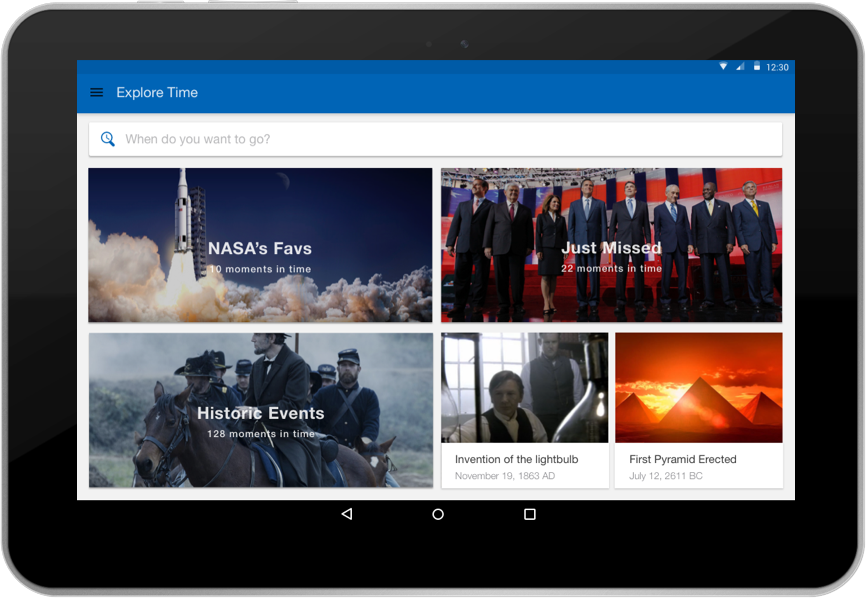 12:30
Explore Time
When do you want to go?
NASA's Favs
10 moments in time
Just Missed
22 moments in time
Historic Events
128 moments in time
Invention of the lightbulb
November 19, 1863 AD
First Pyramid Erected
July 12, 2611 BC